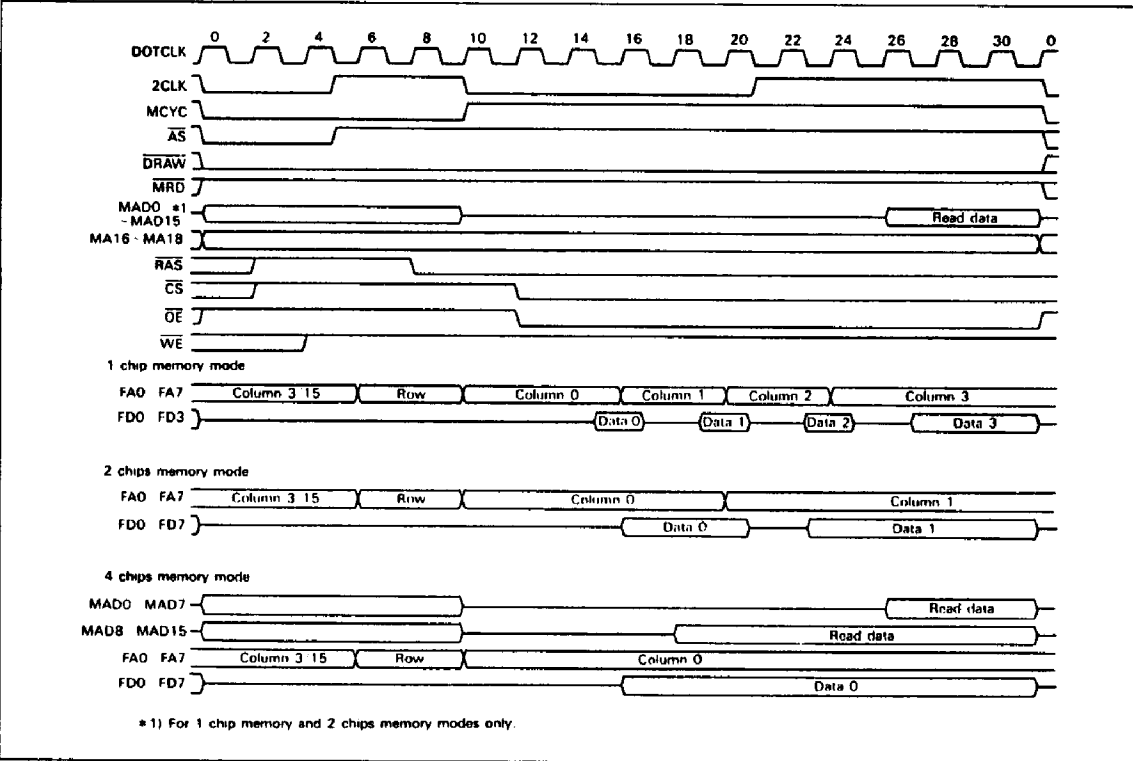 0 2 4 6 8 10 12 14 16 18 20 22 24 26 28 30 0
DOTCLK
2CLK
MCYC
AS
DRAW
MRD
MAD0 *1
~MAD15 Read data
MA16~MA18
RAS
CS
OE
WE
1 chip memory mode
FA0 FA7 Column 3 15 Row Column 0 Column 1 Column 2 Column 3
FD0 FD3 Data 0 Data 1 Data 2 Data 3
2 chips memory mode
FA0 FA7 Column 3 15 Row Column 0 Column 1
FD0 FD7 Data 0 Data 1
4 chips memory mode
MAD0 MAD7 Read data
MAD8 MAD15 Read data
FA0 FA7 Column 3 15 Row Column 0
FD0 FD7 Data 0
*1) For 1 chip memory and 2 chips memory modes only.